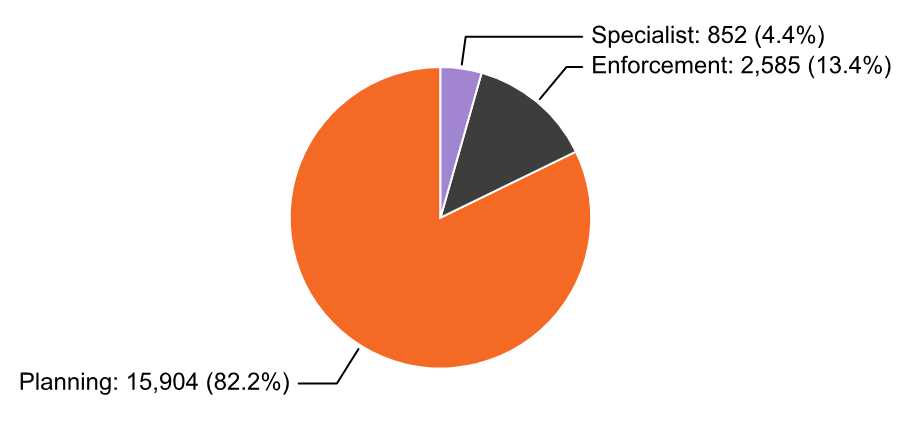 Specialist: 852 (4.4%)
Enforcement: 2,585 (13.4%)
Planning: 15,904 (82.2%)